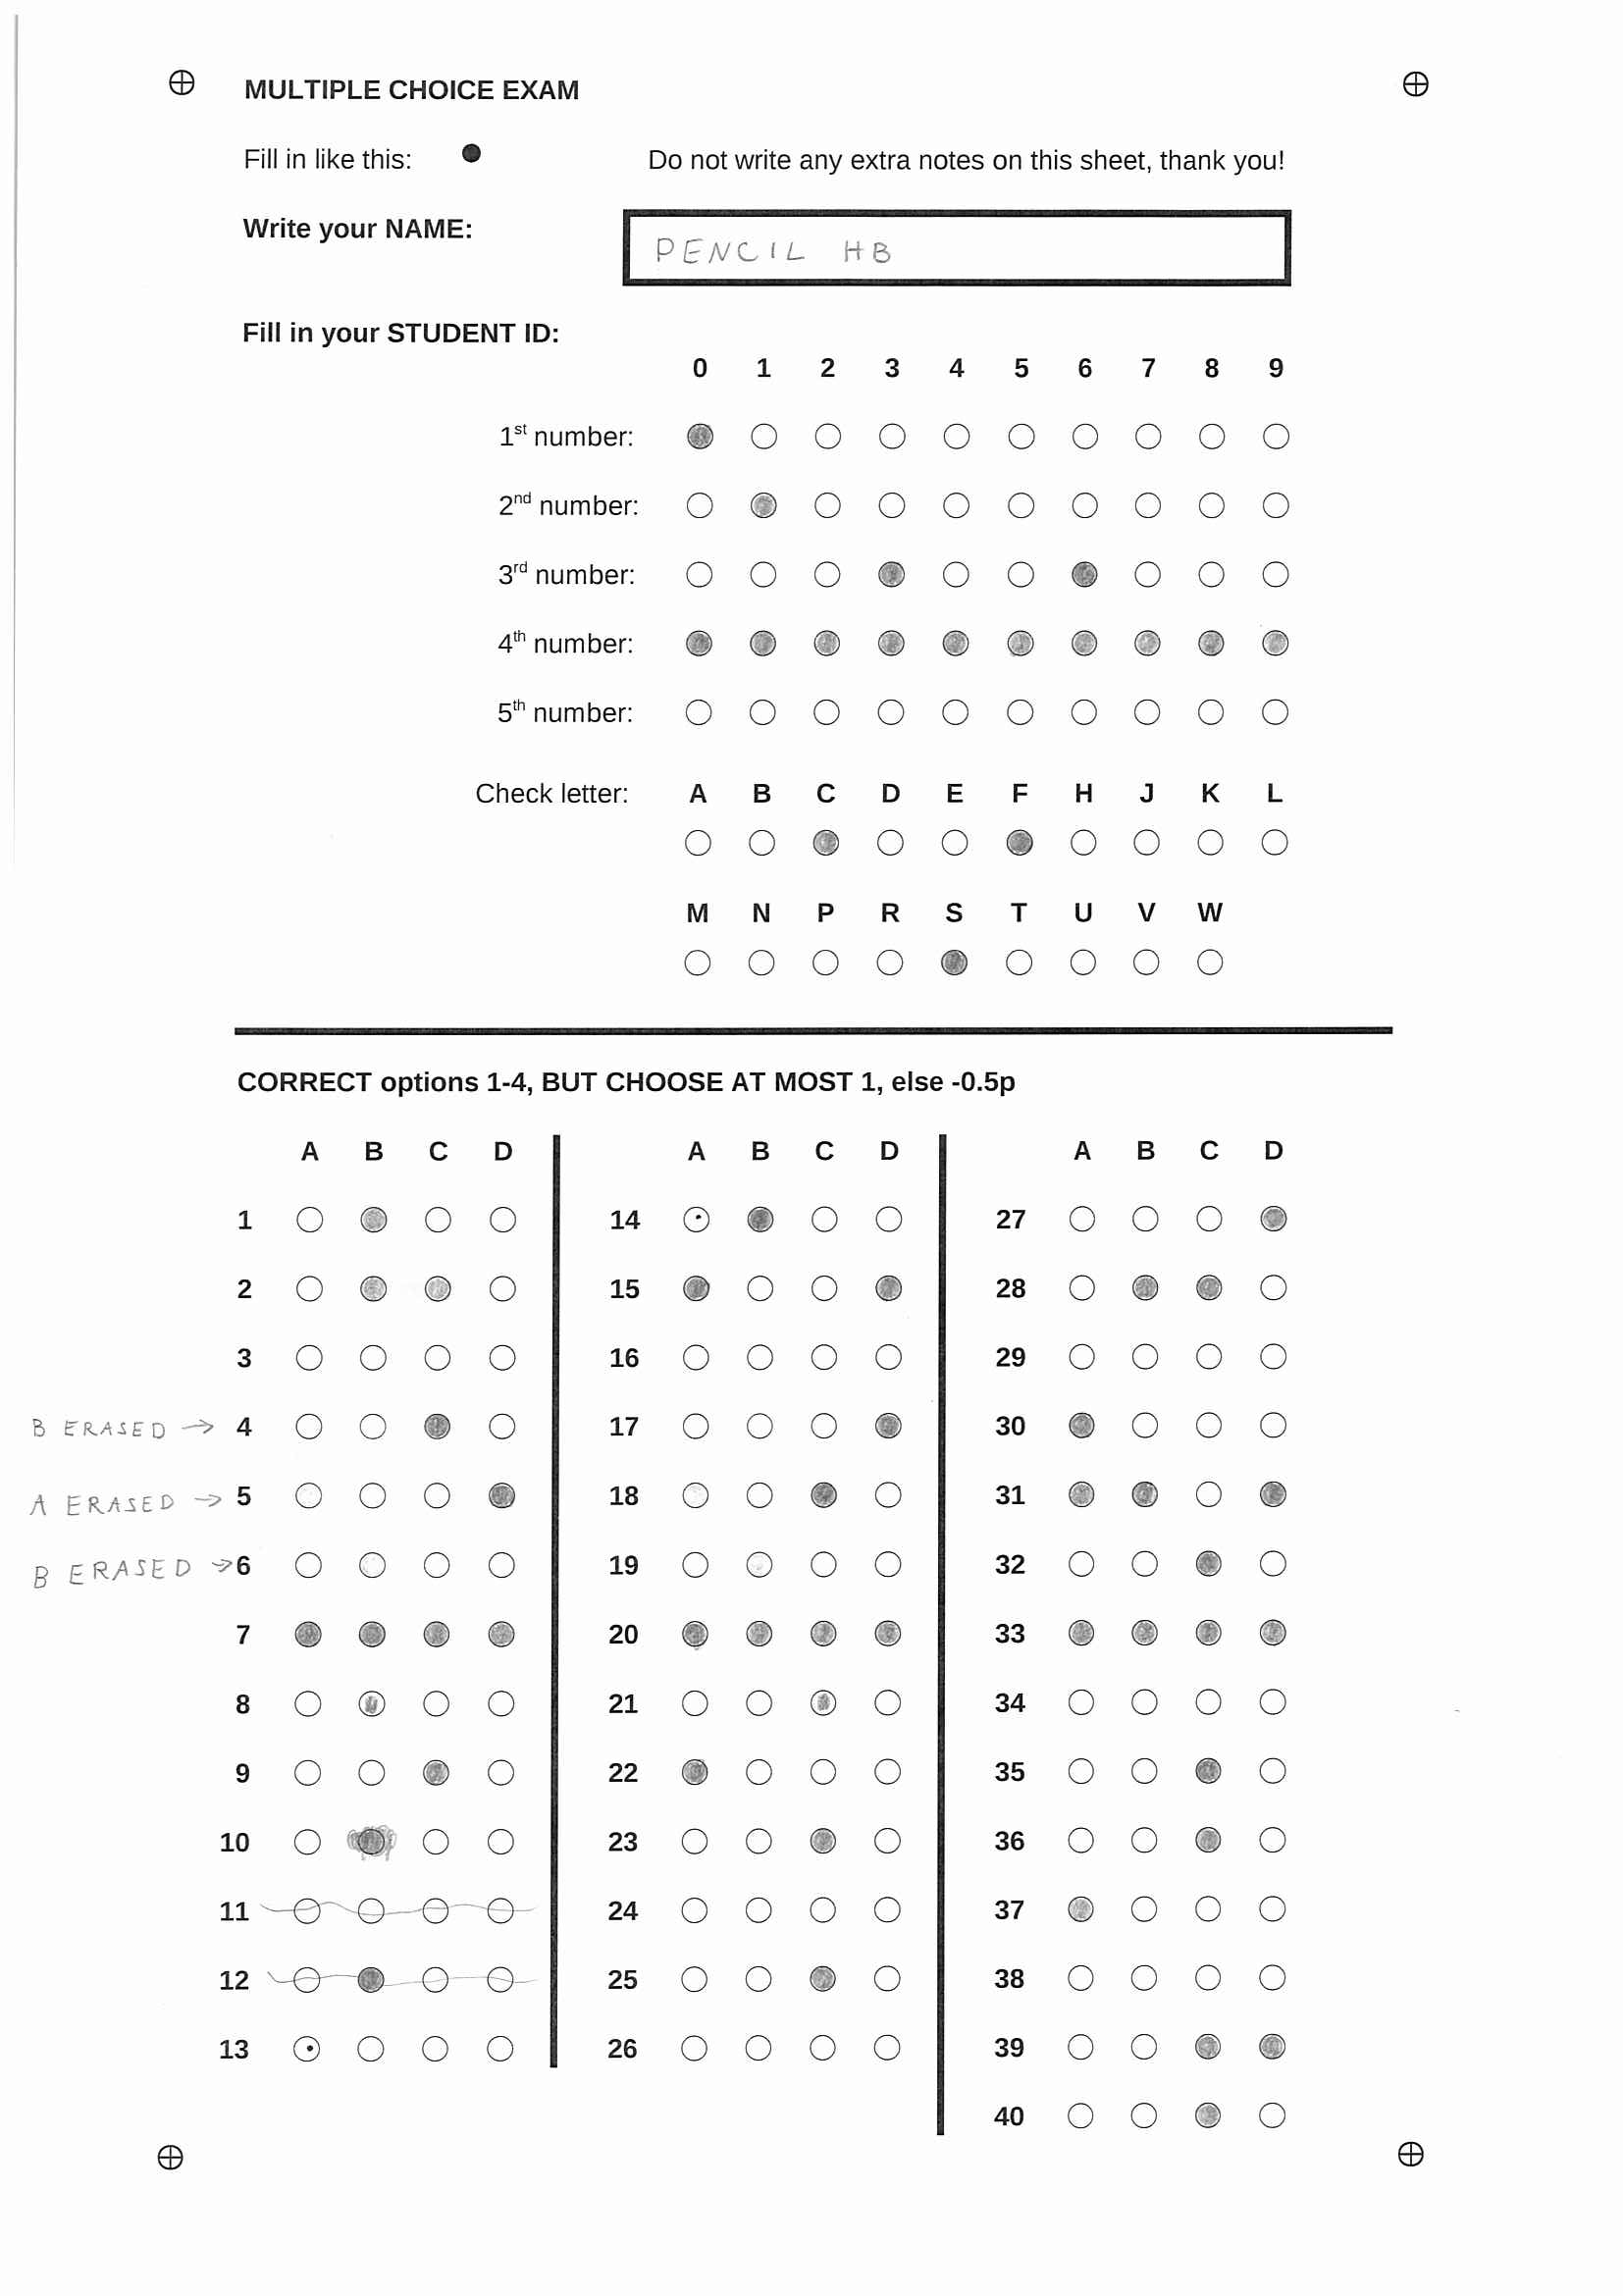 MULTIPLE CHOICE EXAM
Fill in like this:
Do not write any extra notes on this sheet, thank you!
Write your NAME:
PENCIL HB
Fill in your STUDENT ID:
0 1 2 3 4 5 6 7 8 9
1st number:
2nd number:
3rd number:
4th number:
5th number:
Check letter: A B C D E F H J K L
M N P R S T U V W
CORRECT options 1-4, BUT CHOOSE AT MOST 1, else -0.5p
A B C D
1
2
3
B ERASED → 4
A ERASED → 5
B ERASED → 6
7
8
9
10
11
12
13
A B C D
14
15
16
17
18
19
20
21
22
23
24
25
26
A B C D
27
28
29
30
31
32
33
34
35
36
37
38
39
40